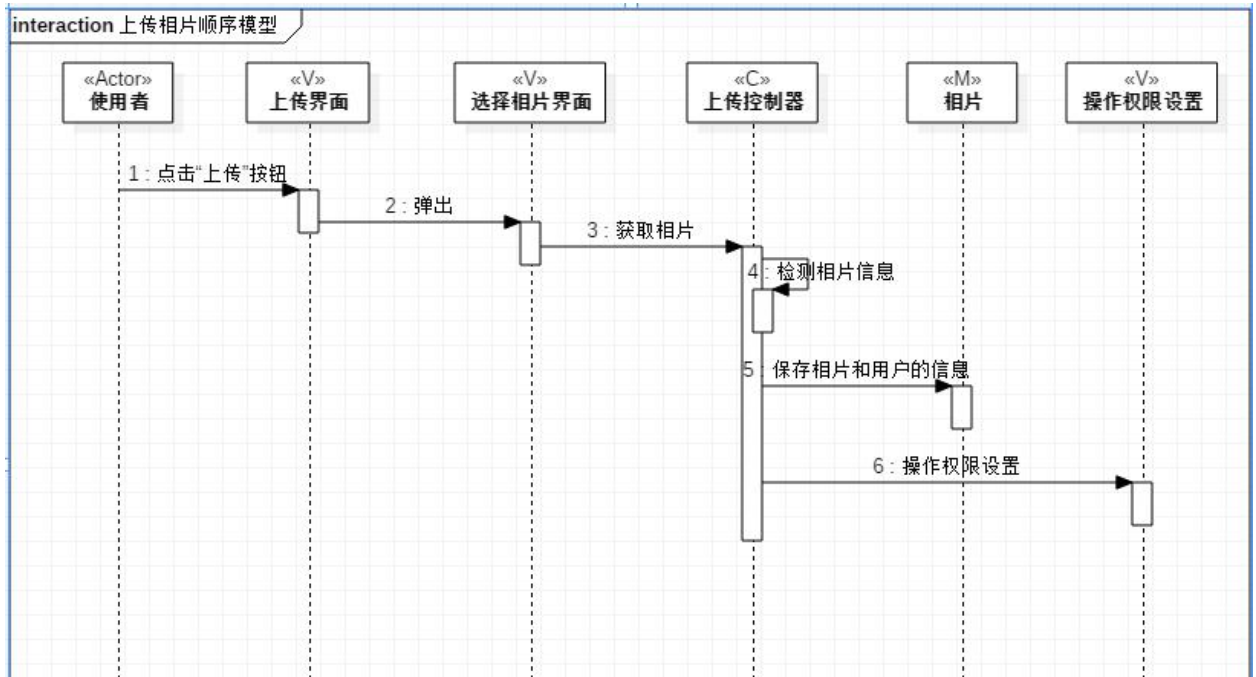 interaction 上传相片顺序模型
«Actor»
使用者
«V»
上传界面
«V»
选择相片界面
«C»
上传控制器
«M»
相片
«V»
操作权限设置
1 : 点击“上传”按钮
2 : 弹出
3 : 获取相片
4 : 检测相片信息
5 : 保存相片和用户的信息
6 : 操作权限设置